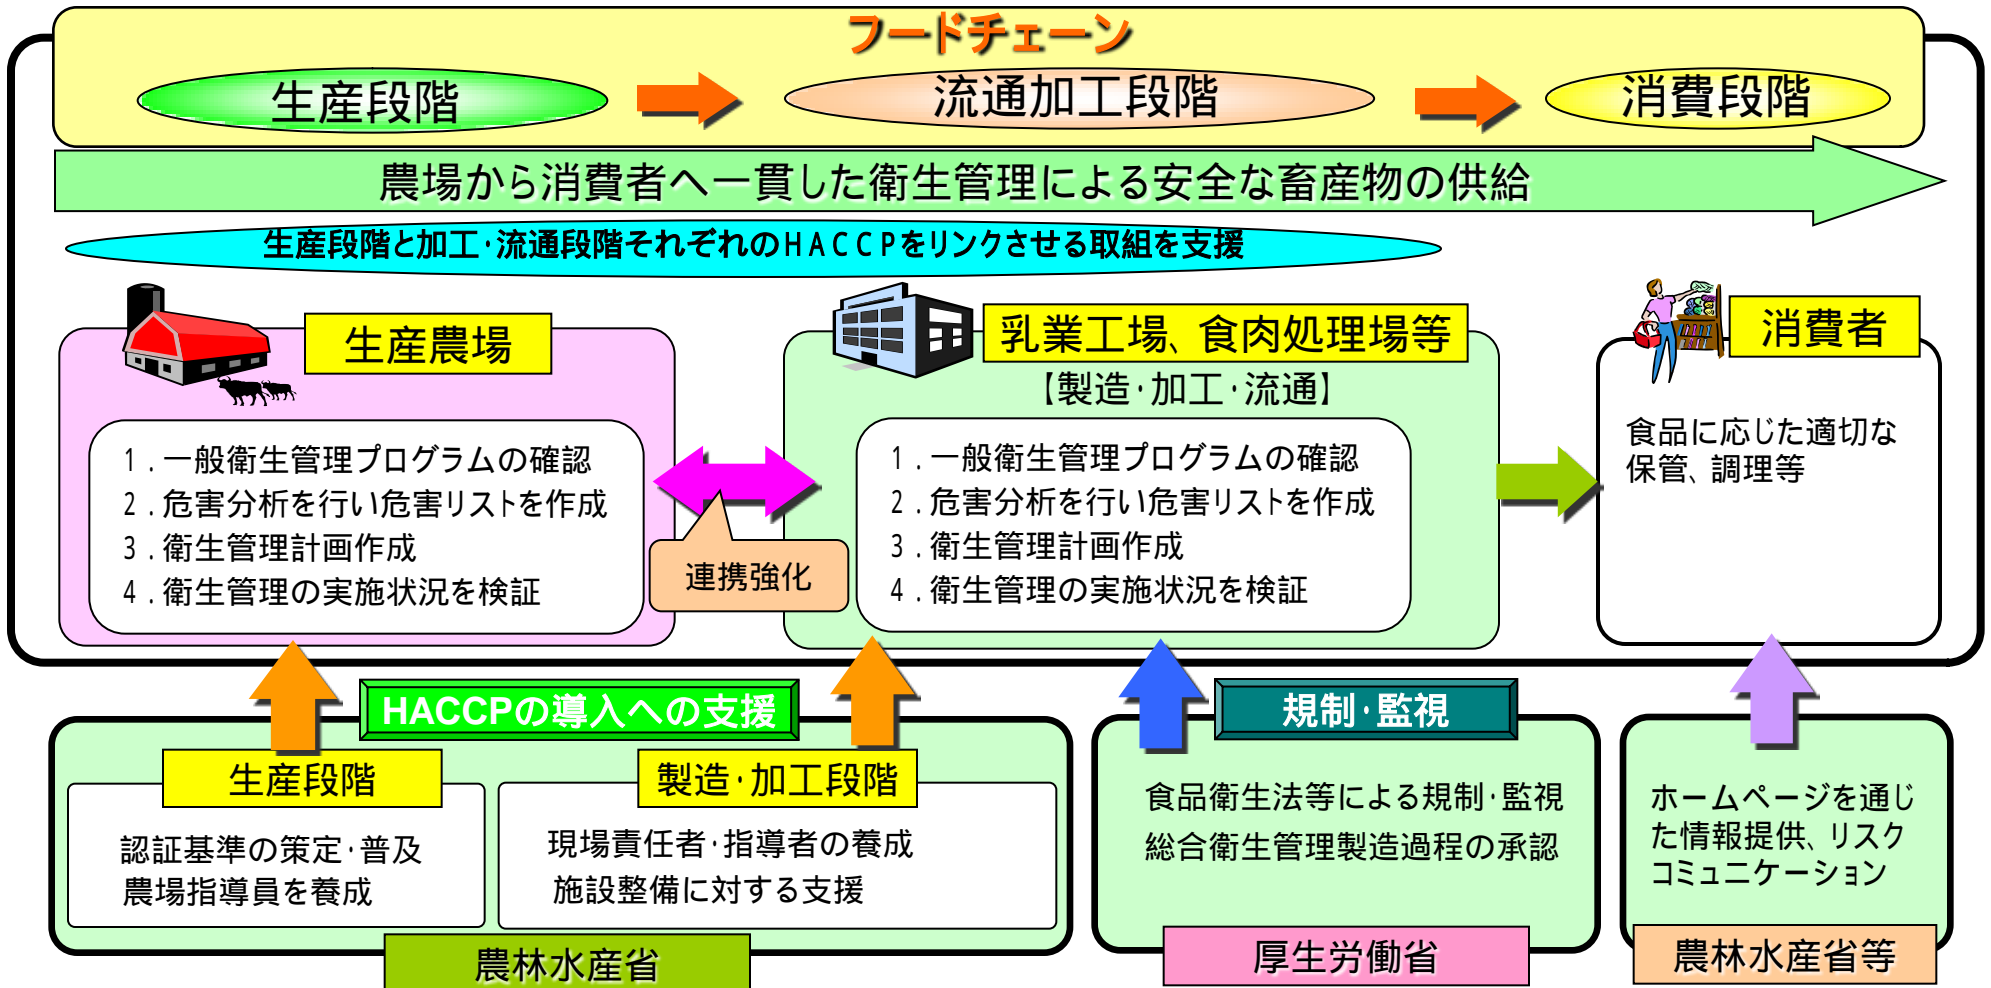 フードチェーン
生産段階
流通加工段階
消費段階
農場から消費者へ一貫した衛生管理による安全な畜産物の供給
生産段階と加工・流通段階それぞれのHACCPをリンクさせる取組を支援
生産農場
1．一般衛生管理プログラムの確認
2．危害分析を行い危害リストを作成
3．衛生管理計画作成
4．衛生管理の実施状況を検証
連携強化
乳業工場、食肉処理場等
【製造・加工・流通】
1．一般衛生管理プログラムの確認
2．危害分析を行い危害リストを作成
3．衛生管理計画作成
4．衛生管理の実施状況を検証
消費者
食品に応じた適切な
保管、調理等
HACCPの導入への支援
生産段階
認証基準の策定・普及
農場指導員を養成
製造・加工段階
現場責任者・指導者の養成
施設整備に対する支援
農林水産省
規制・監視
食品衛生法等による規制・監視
総合衛生管理製造過程の承認
厚生労働省
ホームページを通じ
た情報提供、リスク
コミュニケーション
農林水産省等